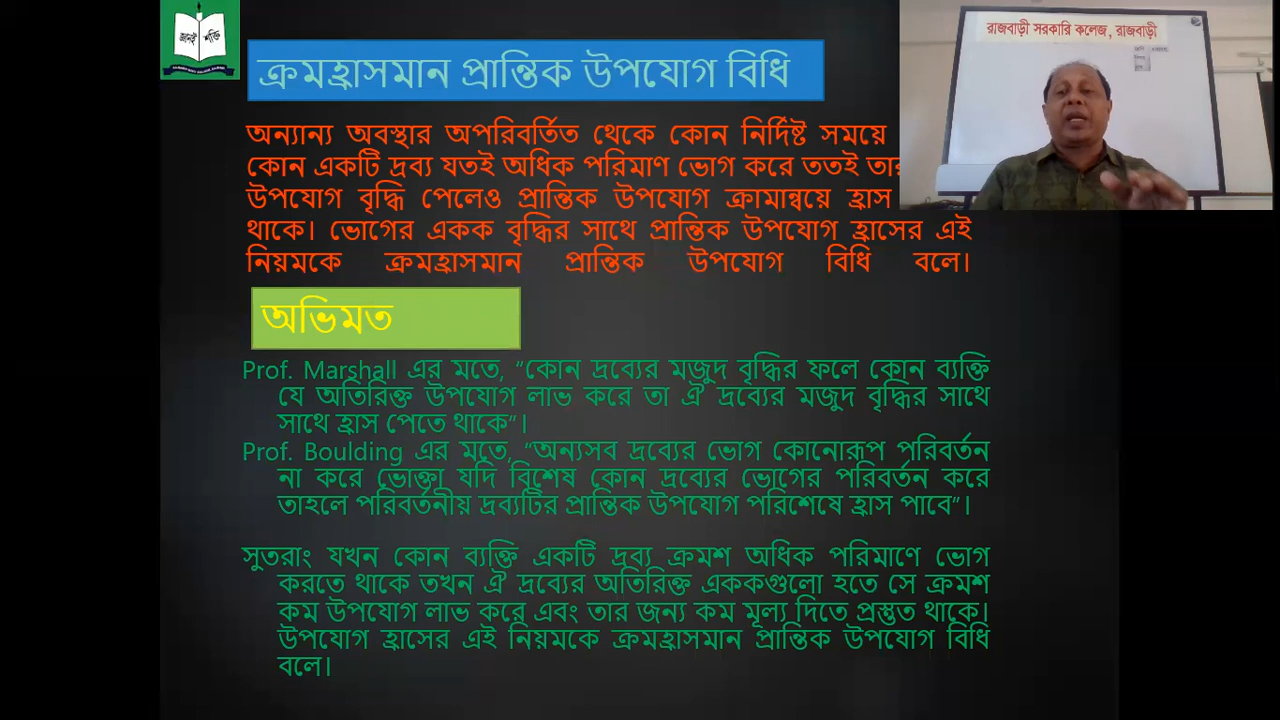 জ্ঞানই শক্তি
রাজবাড়ী সরকারি কলেজ, রাজবাড়ী
ক্রমহ্রাসমান প্রান্তিক উপযোগ বিধি
অন্যান্য অবস্থার অপরিবর্তিত থেকে কোন নির্দিষ্ট সময়ে
কোন একটি দ্রব্য যতই অধিক পরিমাণ ভোগ করে ততই তার
উপযোগ বৃদ্ধি পেলেও প্রান্তিক উপযোগ ক্রামান্বয়ে হ্রাস
থাকে। ভোগের একক বৃদ্ধির সাথে প্রান্তিক উপযোগ হ্রাসের এই
নিয়মকে ক্রমহ্রাসমান প্রান্তিক উপযোগ বিধি বলে।
অভিমত
Prof. Marshall এর মতে, "কোন দ্রব্যের মজুদ বৃদ্ধির ফলে কোন ব্যক্তি
যে অতিরিক্ত উপযোগ লাভ করে তা ঐ দ্রব্যের মজুদ বৃদ্ধির সাথে
সাথে হ্রাস পেতে থাকে"।
Prof. Boulding এর মতে, "অন্যসব দ্রব্যের ভোগ কোনোরূপ পরিবর্তন
না করে ভোক্তা যদি বিশেষ কোন দ্রব্যের ভোগের পরিবর্তন করে
তাহলে পরিবর্তনীয় দ্রব্যটির প্রান্তিক উপযোগ পরিশেষে হ্রাস পাবে"।
সুতরাং যখন কোন ব্যক্তি একটি দ্রব্য ক্রমশ অধিক পরিমাণে ভোগ
করতে থাকে তখন ঐ দ্রব্যের অতিরিক্ত এককগুলো হতে সে ক্রমশ
কম উপযোগ লাভ করে এবং তার জন্য কম মূল্য দিতে প্রস্তুত থাকে।
উপযোগ হ্রাসের এই নিয়মকে ক্রমহ্রাসমান প্রান্তিক উপযোগ বিধি
বলে।